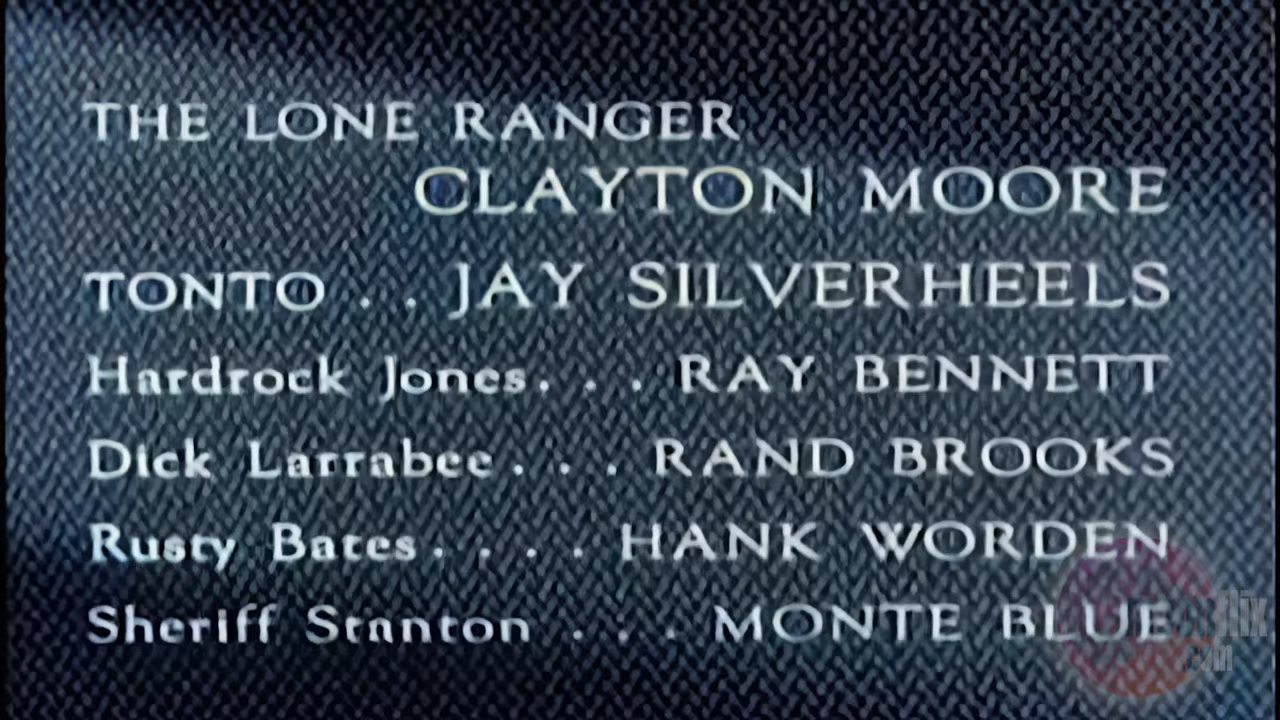 THE LONE RANGER
CLAYTON MOORE
TONTO . . JAY SILVERHEELS
Hardrock Jones. . . RAY BENNETT
Dick Larrabee . . . RAND BROOKS
Rusty Bates . . . . HANK WORDEN
Sheriff Stanton . . . MONTE BLUE
.com